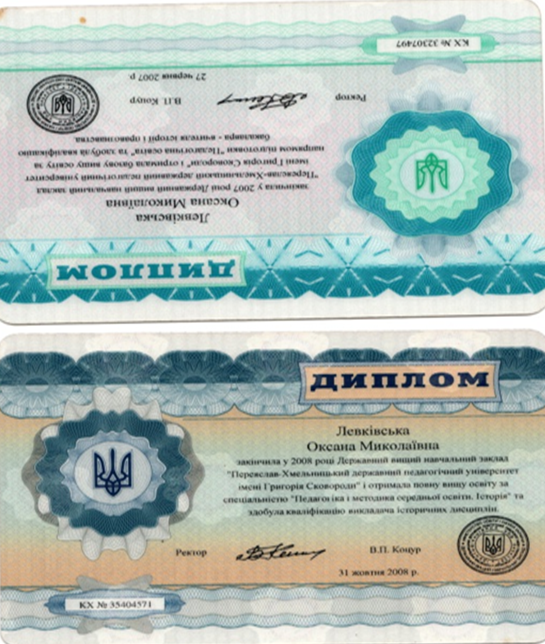 ДИПЛОМ
Левківська
Оксана Миколаївна
закінчила у 2007 році Державний вищий навчальний заклад
"Переяслав-Хмельницький державний педагогічний університет
імені Григорія Сковороди" і отримала базову вищу освіту за
напрямом підготовки "Педагогічна освіта" та здобула кваліфікацію
бакалавра - вчителя історії і правознавства
Ректор В.П. Коцур
27 червня 2007 р
КХ № 32307497
ДИПЛОМ
Левківська
Оксана Миколаївна
закінчила у 2008 році Державний вищий навчальний заклад
"Переяслав-Хмельницький державний педагогічний університет
імені Григорія Сковороди" і отримала повну вищу освіту за
спеціальністю "Педагогіка і методика середньої освіти. Історія" та
здобула кваліфікацію викладача історичних дисциплін.
Ректор В.П. Коцур
31 жовтня 2008 р.
КХ № 35404571